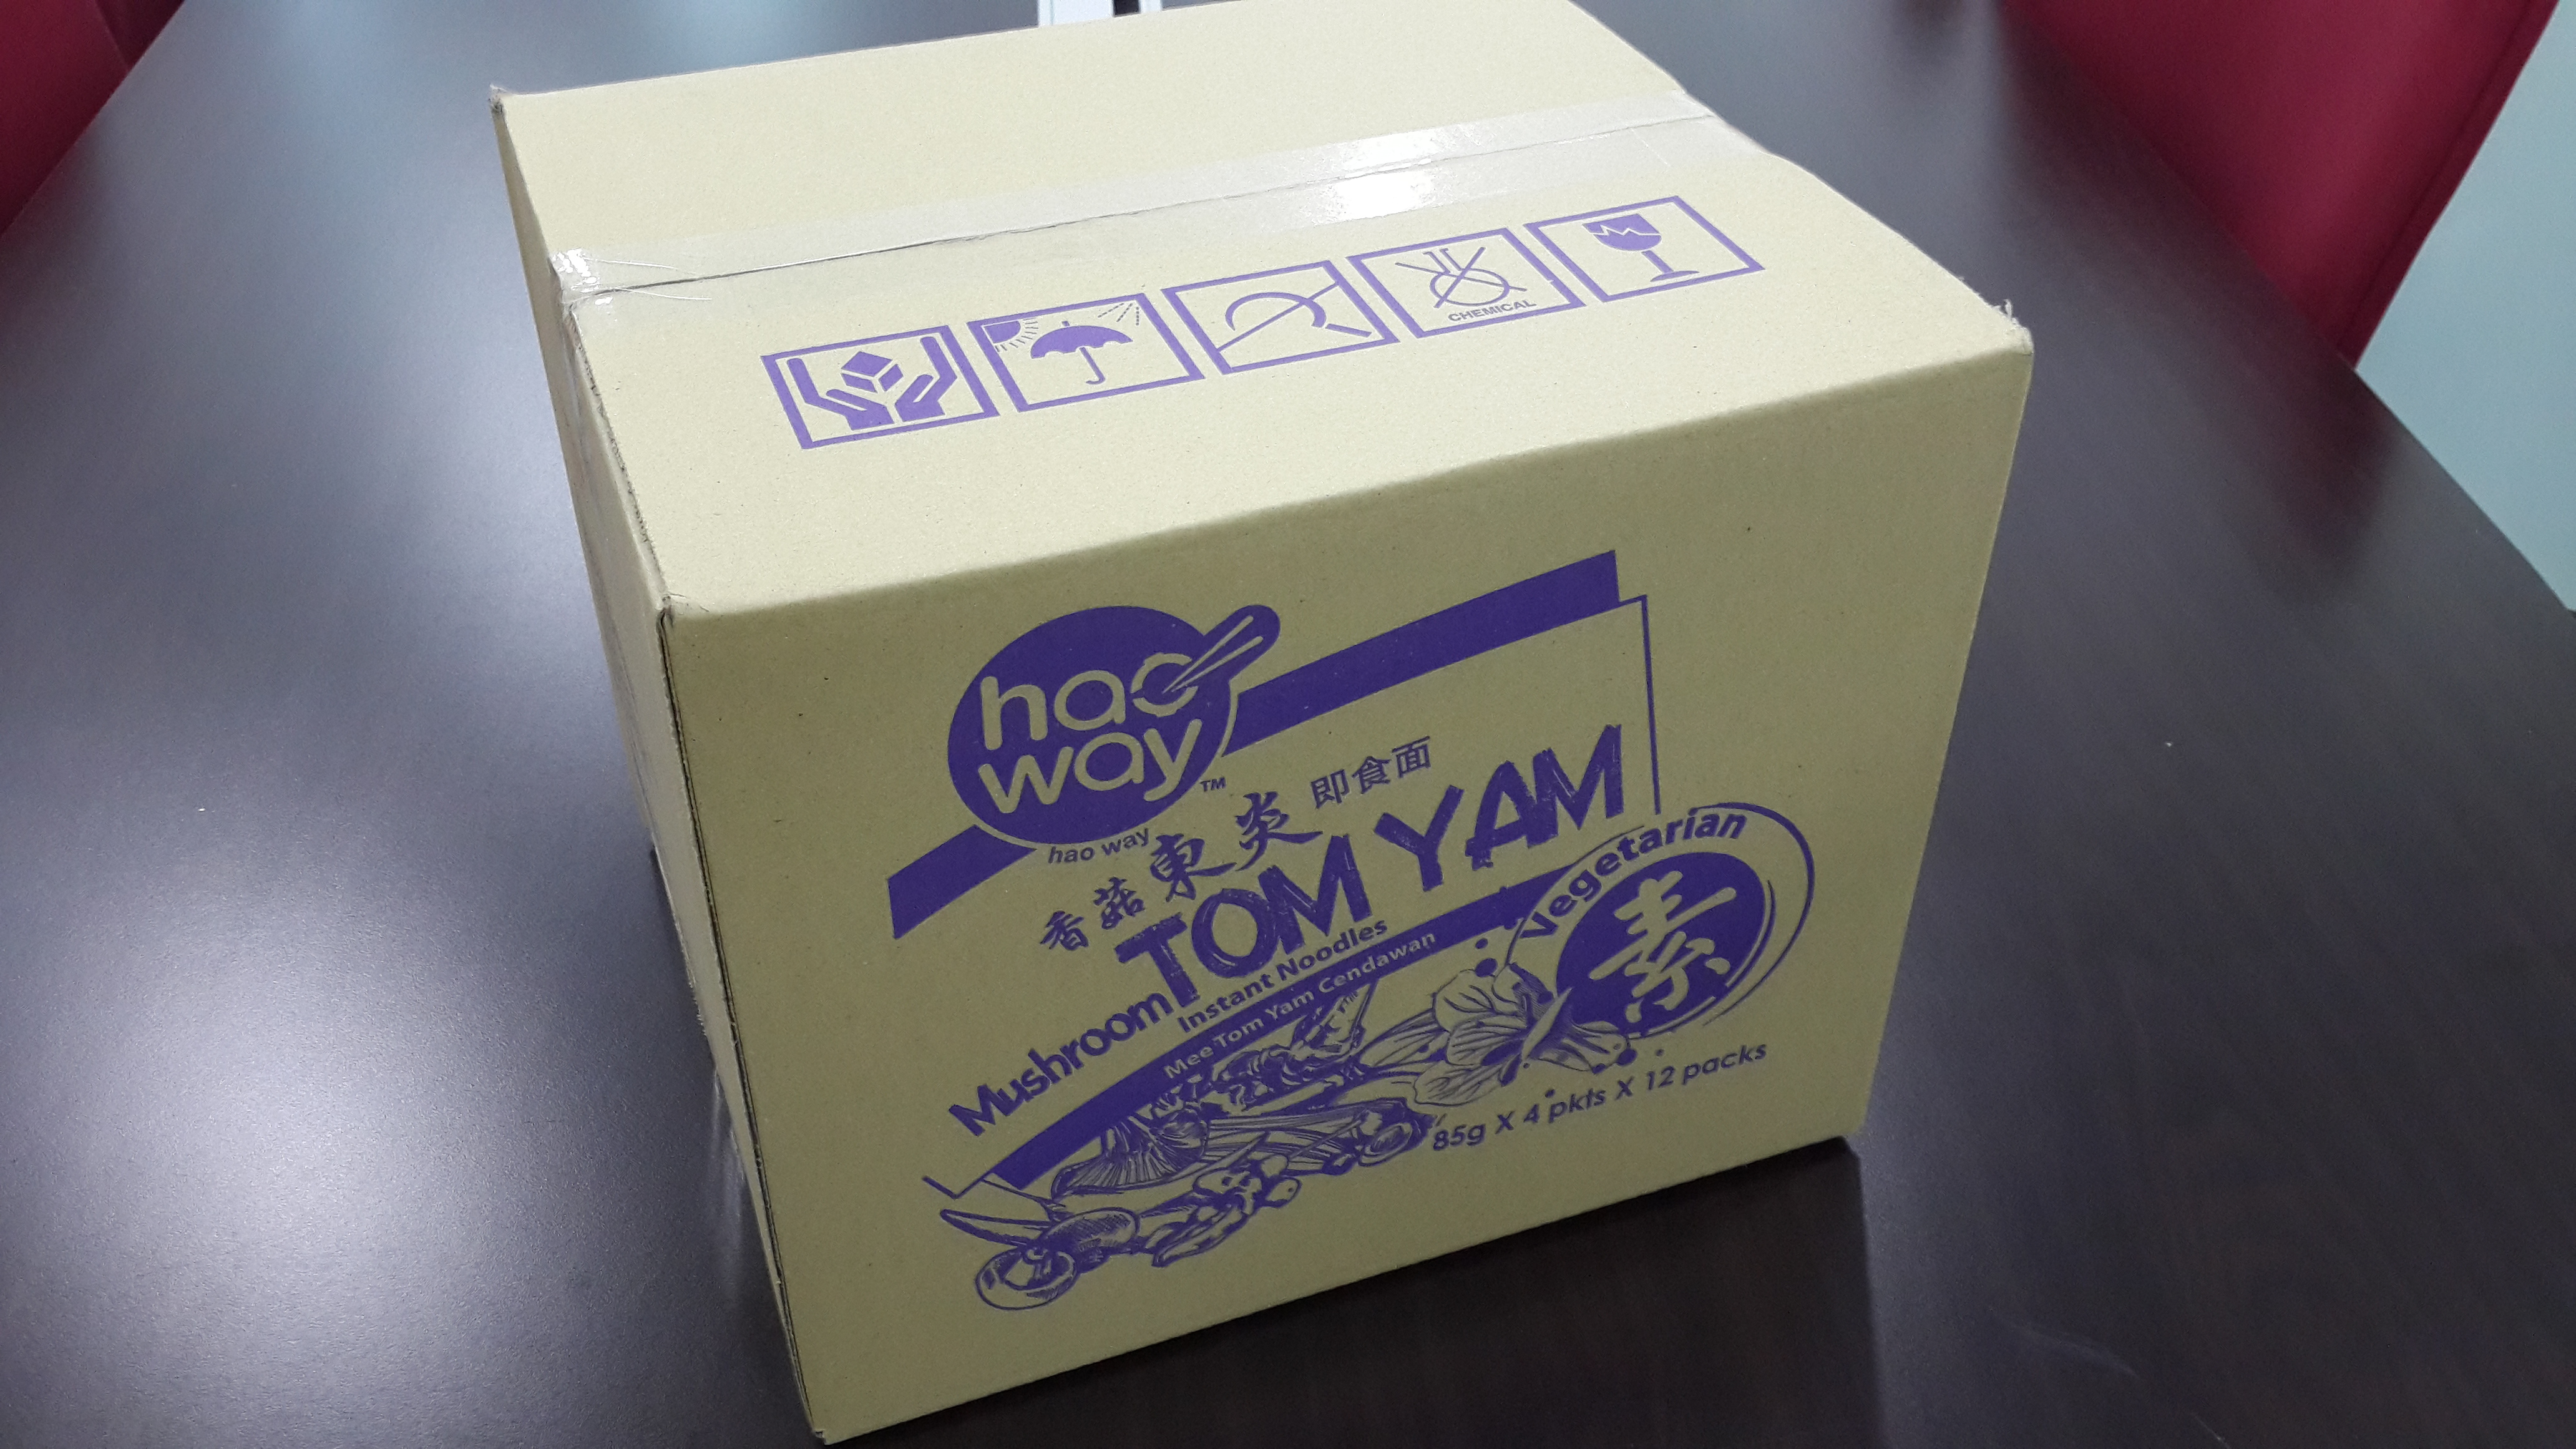 CHEMICAL
hao
way
TM
hao way
香菇東炎 即食面
Mushroom TOM YAM
Instant Noodles
Mee Tom Yam Cendawan
Vegetarian
素
85g X 4 pkts X 12 packs